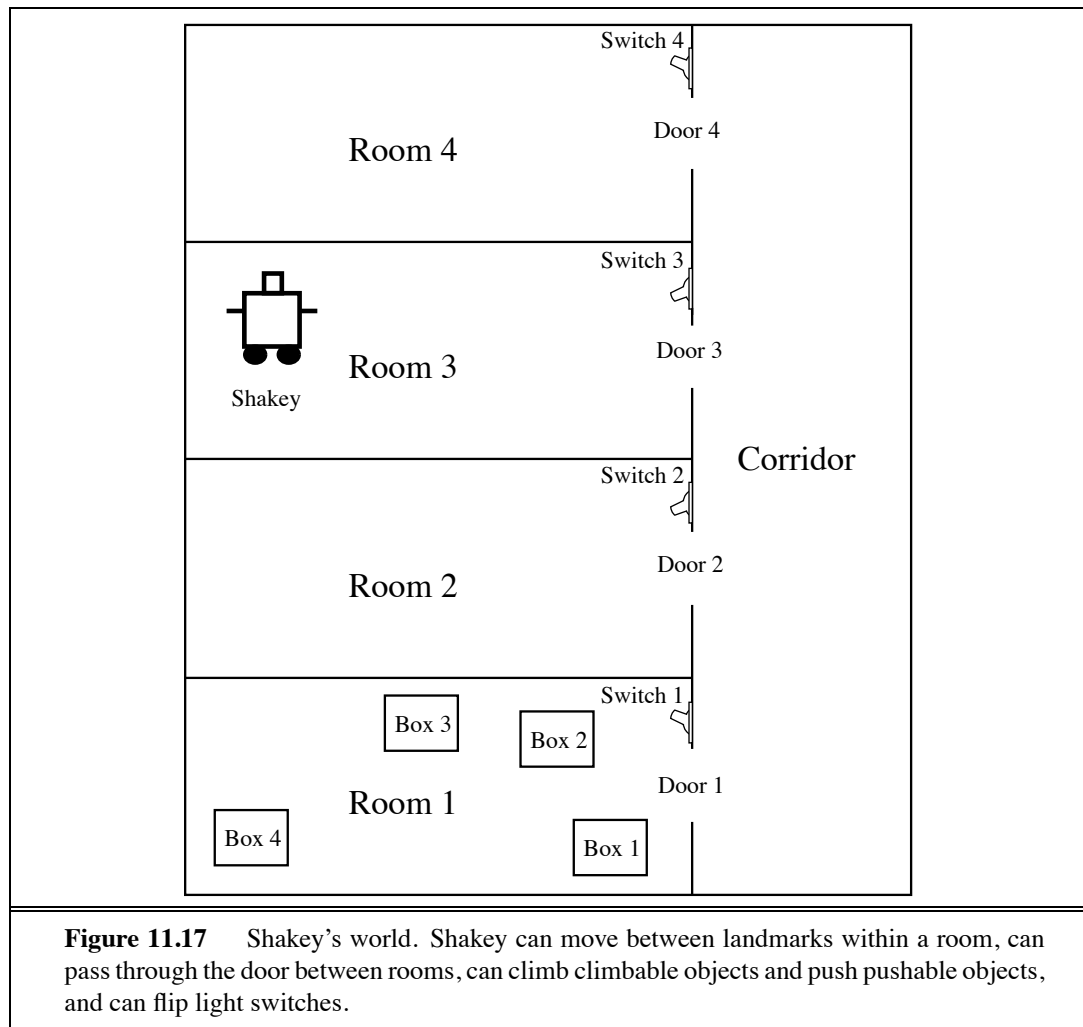 Switch 4
Door 4
Room 4
Switch 3
Door 3
Room 3
Shakey
Corridor
Switch 2
Door 2
Room 2
Switch 1
Box 3
Box 2
Door 1
Room 1
Box 4
Box 1
Figure 11.17 Shakey's world. Shakey can move between landmarks within a room, can
pass through the door between rooms, can climb climbable objects and push pushable objects,
and can flip light switches.